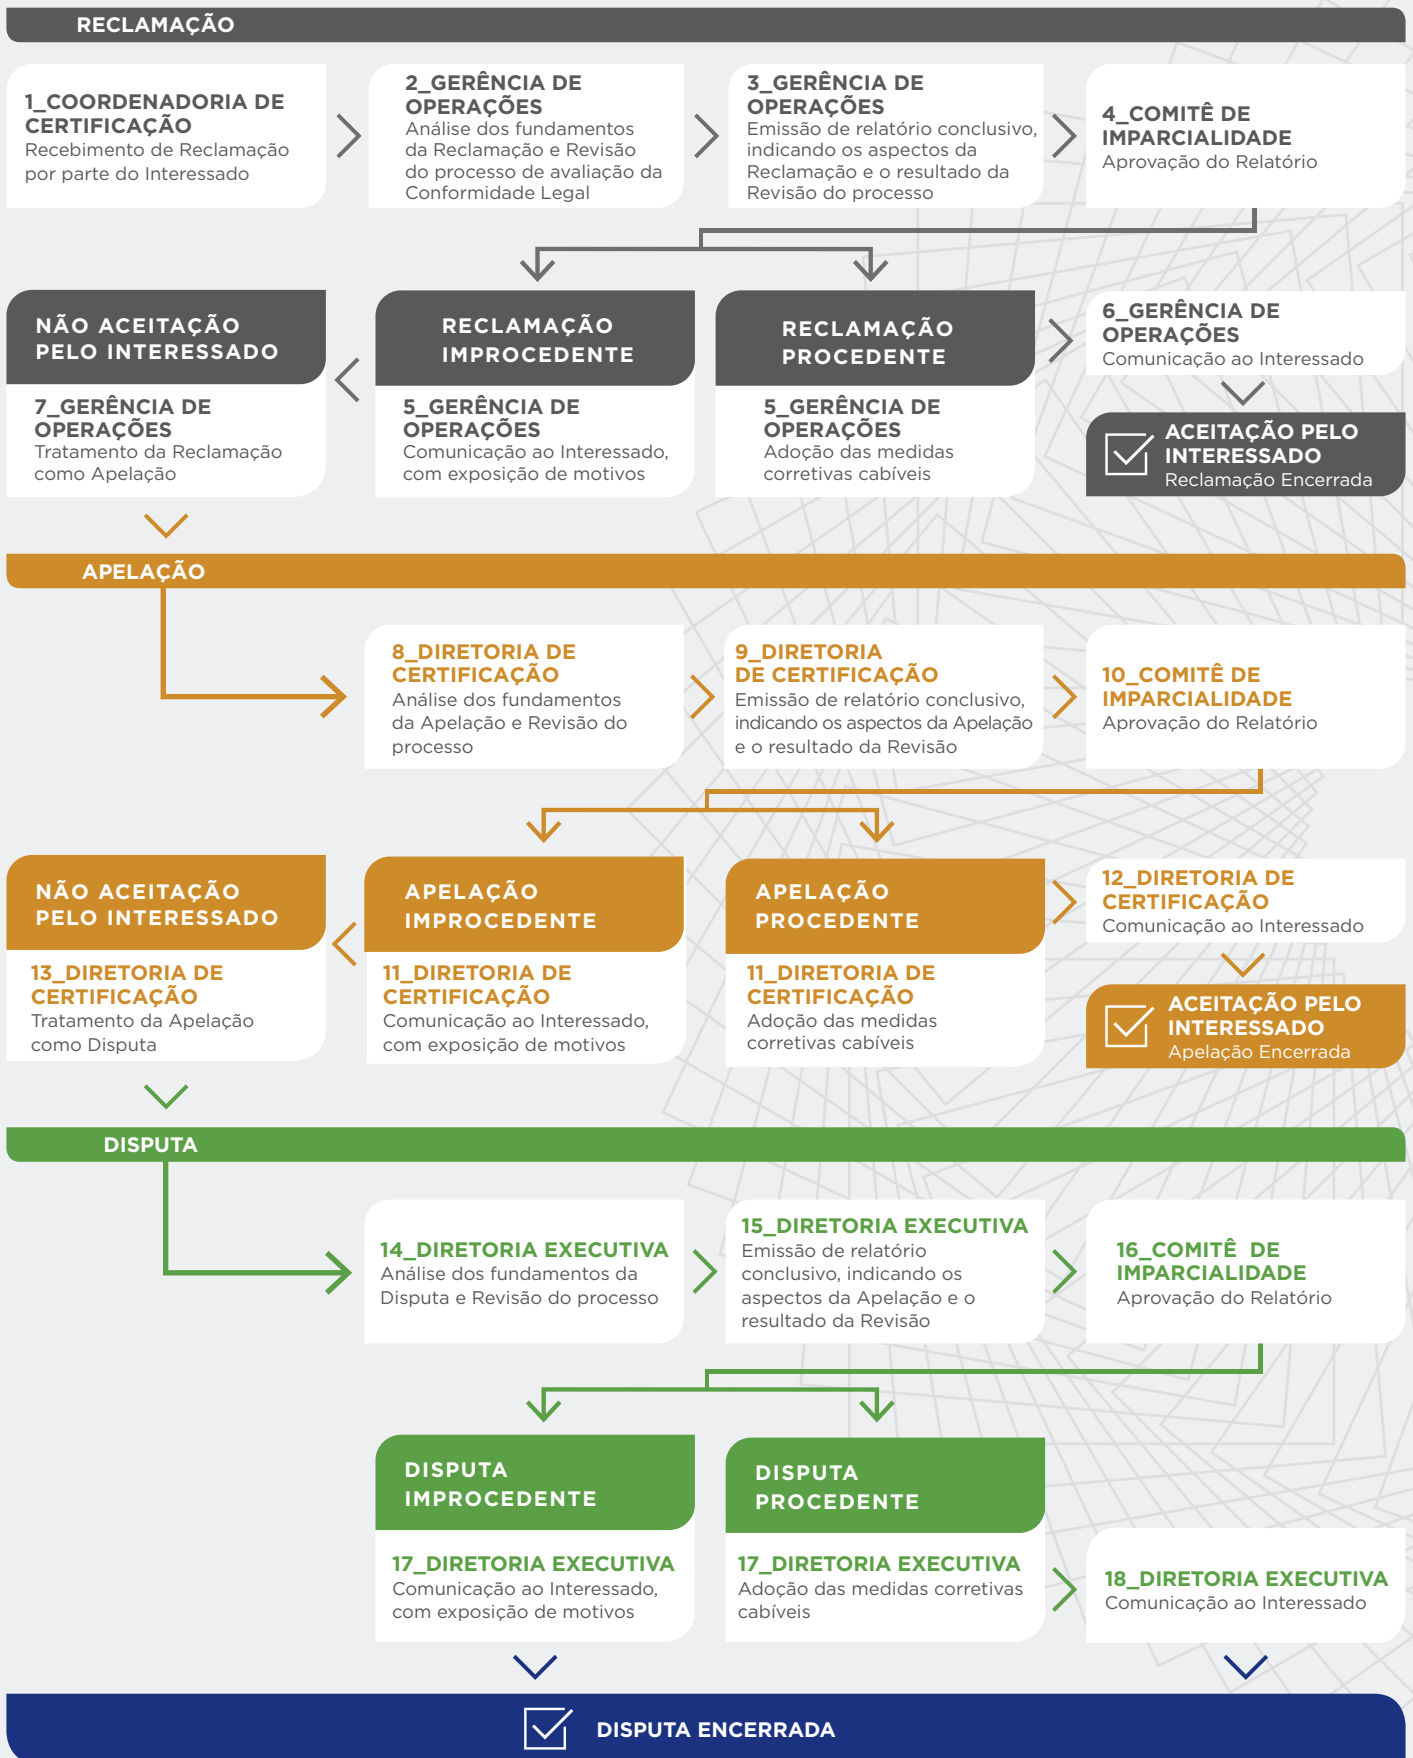 RECLAMAÇÃO
1_COORDENADORIA DE
CERTIFICAÇÃO
Recebimento de Reclamação
por parte do Interessado
2_GERÊNCIA DE
OPERAÇÕES
Análise dos fundamentos
da Reclamação e Revisão
do processo de avaliação da
Conformidade Legal
3_GERÊNCIA DE
OPERAÇÕES
Emissão de relatório conclusivo,
indicando os aspectos da
Reclamação e o resultado da
Revisão do processo
4_COMITÊ DE
IMPARCIALIDADE
Aprovação do Relatório
NÃO ACEITAÇÃO
PELO INTERESSADO
7_GERÊNCIA DE
OPERAÇÕES
Tratamento da Reclamação
como Apelação
RECLAMAÇÃO
IMPROCEDENTE
5_GERÊNCIA DE
OPERAÇÕES
Comunicação ao Interessado,
com exposição de motivos
RECLAMAÇÃO
PROCEDENTE
5_GERÊNCIA DE
OPERAÇÕES
Adoção das medidas
corretivas cabíveis
6_GERÊNCIA DE
OPERAÇÕES
Comunicação ao Interessado
ACEITAÇÃO PELO
INTERESSADO
Reclamação Encerrada
APELAÇÃO
8_DIRETORIA DE
CERTIFICAÇÃO
Análise dos fundamentos
da Apelação e Revisão do
processo
9_DIRETORIA
DE CERTIFICAÇÃO
Emissão de relatório conclusivo,
indicando os aspectos da Apelação
e o resultado da Revisão
10_COMITÊ DE
IMPARCIALIDADE
Aprovação do Relatório
NÃO ACEITAÇÃO
PELO INTERESSADO
13_DIRETORIA DE
CERTIFICAÇÃO
Tratamento da Apelação
como Disputa
APELAÇÃO
IMPROCEDENTE
11_DIRETORIA DE
CERTIFICAÇÃO
Comunicação ao Interessado,
com exposição de motivos
APELAÇÃO
PROCEDENTE
11_DIRETORIA DE
CERTIFICAÇÃO
Adoção das medidas
corretivas cabíveis
12_DIRETORIA DE
CERTIFICAÇÃO
Comunicação ao Interessado
ACEITAÇÃO PELO
INTERESSADO
Apelação Encerrada
DISPUTA
14_DIRETORIA EXECUTIVA
Análise dos fundamentos da
Disputa e Revisão do processo
15_DIRETORIA EXECUTIVA
Emissão de relatório
conclusivo, indicando os
aspectos da Apelação e o
resultado da Revisão
16_COMITÊ DE
IMPARCIALIDADE
Aprovação do Relatório
DISPUTA
IMPROCEDENTE
17_DIRETORIA EXECUTIVA
Comunicação ao Interessado,
com exposição de motivos
DISPUTA
PROCEDENTE
17_DIRETORIA EXECUTIVA
Adoção das medidas corretivas
cabíveis
18_DIRETORIA EXECUTIVA
Comunicação ao Interessado
DISPUTA ENCERRADA